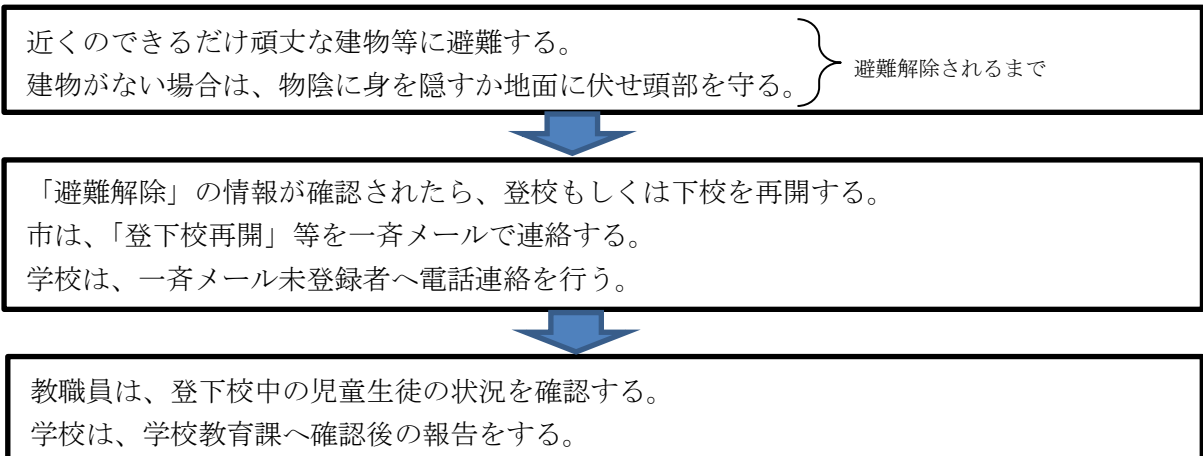 近くのできるだけ頑丈な建物等に避難する。
建物がない場合は、物陰に身を隠すか地面に伏せ頭部を守る。
避難解除されるまで
「避難解除」の情報が確認されたら、登校もしくは下校を再開する。
市は、「登下校再開」等を一斉メールで連絡する。
学校は、一斉メール未登録者へ電話連絡を行う。
教職員は、登下校中の児童生徒の状況を確認する。
学校は、学校教育課へ確認後の報告をする。